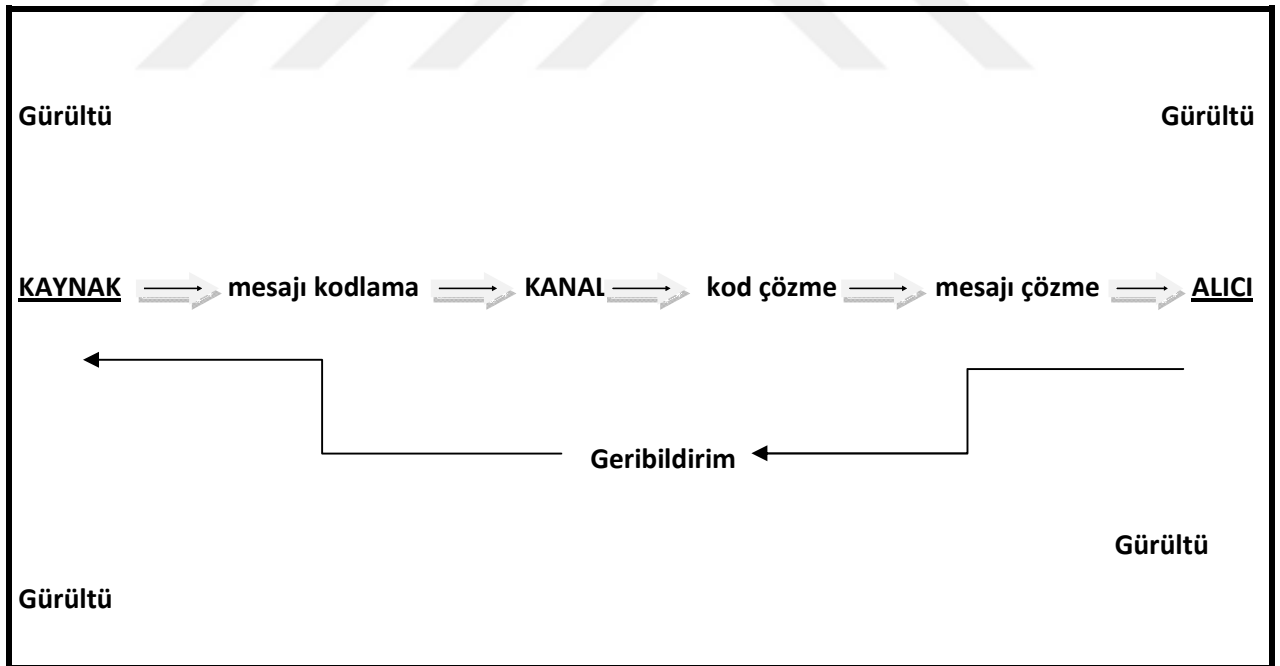 Gürültü Gürültü
KAYNAK mesajı kodlama KANAL kod çözme mesajı çözme ALICI
Geribildirim
Gürültü
Gürültü